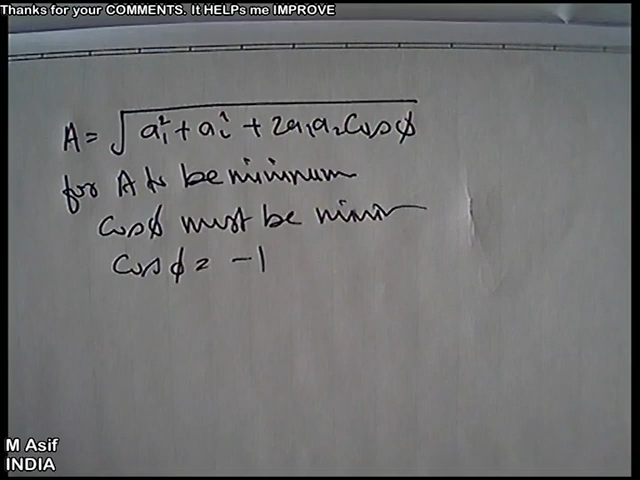 Thanks for your COMMENTS. It HELPs me IMPROVE
A = √a₁² + a₂² + 2a₁a₂cosϕ
for A to be minimum
cosϕ must be minim
cosϕ = -1
M Asif
INDIA